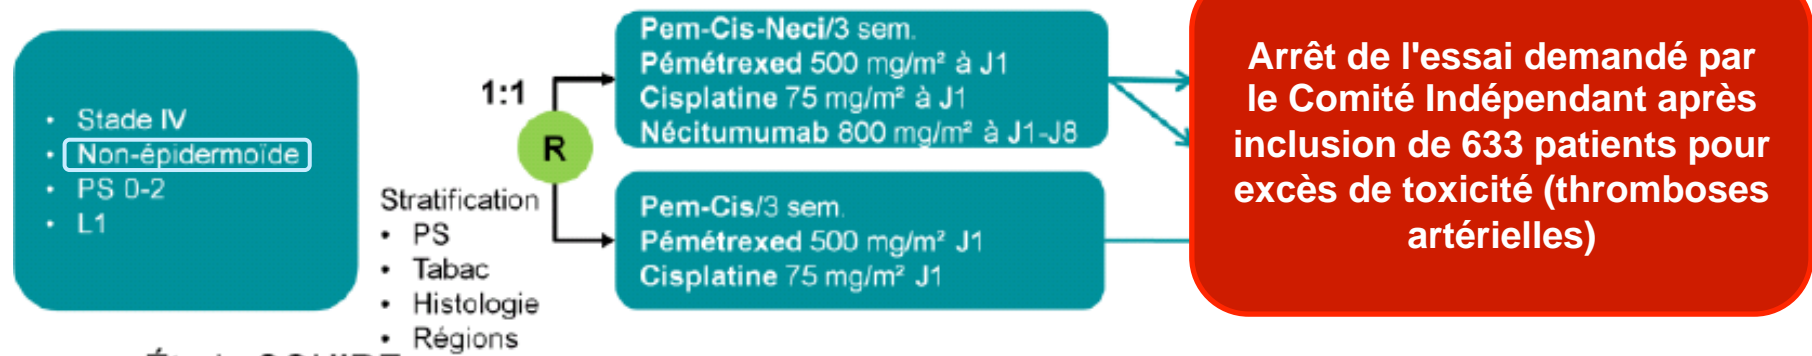 • Stade IV
• Non-épidermoïde
• PS 0-2
• L1
1:1
R
Stratification
• PS
• Tabac
• Histologie
• Régions
Pem-Cis-Neci/3 sem.
Pémétrexed 500 mg/m² à J1
Cisplatine 75 mg/m² à J1
Nécitumumab 800 mg/m² à J1-J8
Pem-Cis/3 sem.
Pémétrexed 500 mg/m² J1
Cisplatine 75 mg/m² J1
Arrêt de l'essai demandé par
le Comité Indépendant après
inclusion de 633 patients pour
excès de toxicité (thromboses
artérielles)